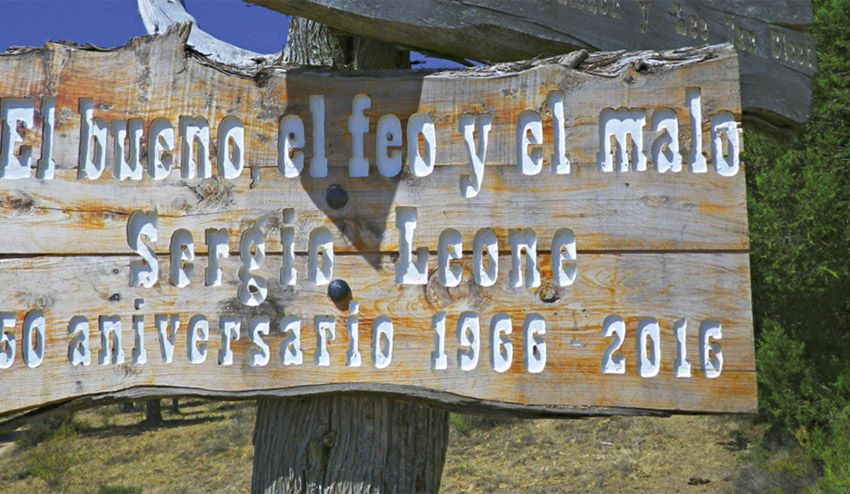 El bueno, el feo y el malo
Sergio Leone
50 aniversario 1966 - 2016